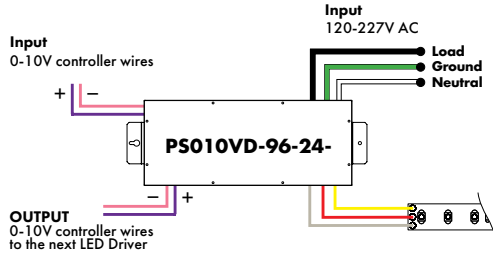 Input
120-227V AC
Input
0-10V controller wires
Load
Ground
Neutral
+ −
PS010VD-96-24-
− +
OUTPUT
0-10V controller wires
to the next LED Driver